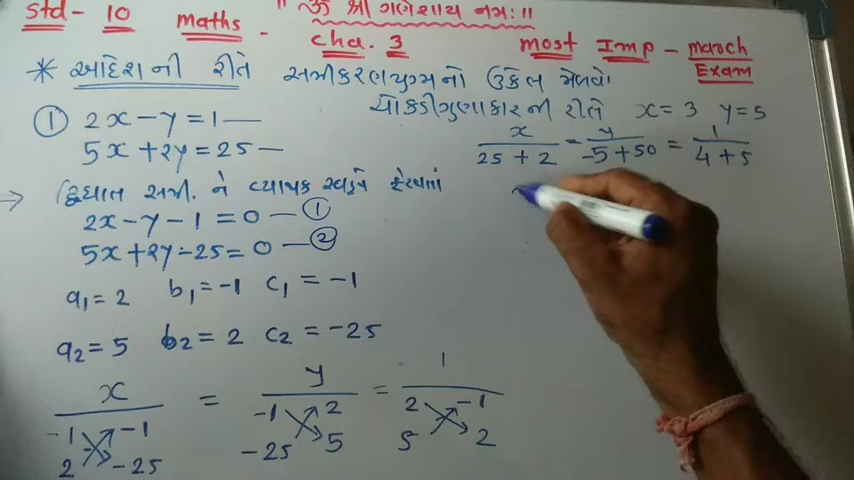 Std- 10 maths - "ૐ શ્રી ગણેશાય નમઃ"
cha. 3 most Imp - march Exam
* આદેશની રીતે સમીકરણયુગ્મનો ઉકેલ મેળવો
ચોકડીગુણાકારની રીતે x = 3 y = 5
① 2x - y = 1 —
5x + 2y = 25 —
x / 25 + 2 = y / -5 + 50 = 1 / 4 + 5
⇒ દ્વિઘાત સમી. ને વ્યાપક સ્વરૂપે ફેરવતાં
2x - y - 1 = 0 — ①
5x + 2y - 25 = 0 — ②
a₁ = 2 b₁ = -1 c₁ = -1
a₂ = 5 b₂ = 2 c₂ = -25
x = y = 1
-1 -1 -1 2 2 -1
2 -25 -25 5 5 2